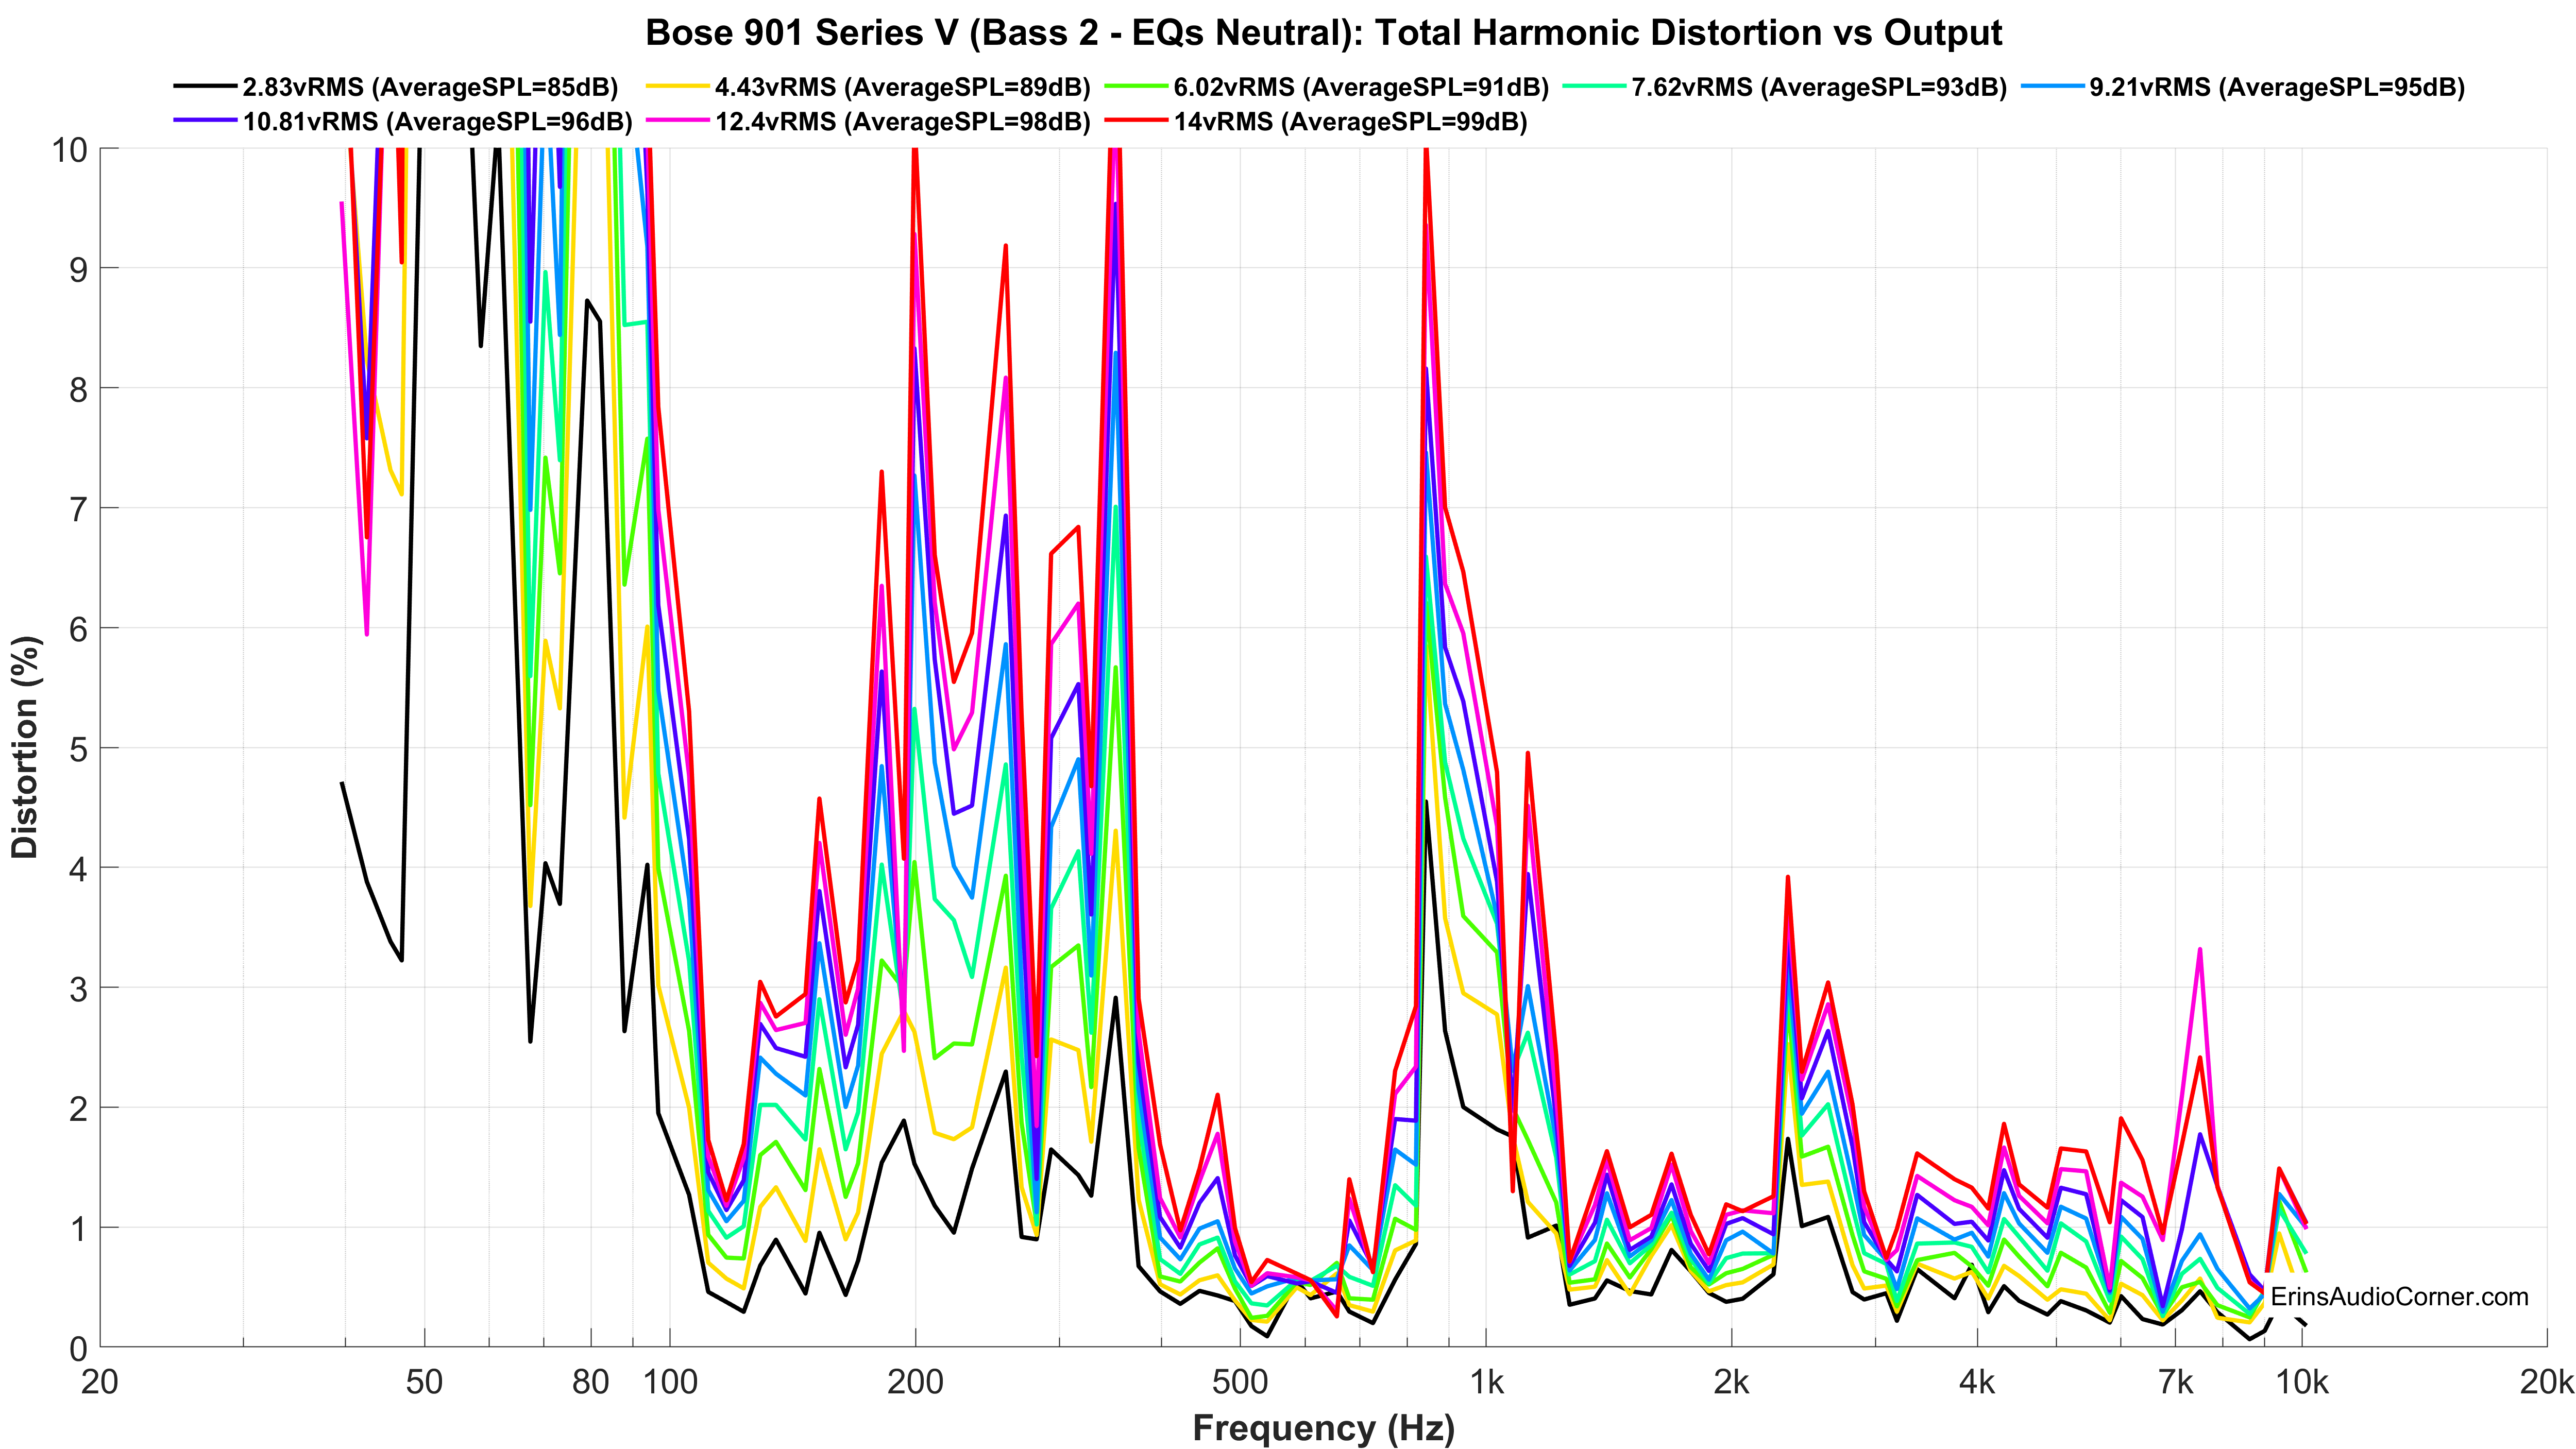 Bose 901 Series V (Bass 2 - EQs Neutral): Total Harmonic Distortion vs Output
2.83vRMS (AverageSPL=85dB) 4.43vRMS (AverageSPL=89dB) 6.02vRMS (AverageSPL=91dB) 7.62vRMS (AverageSPL=93dB) 9.21vRMS (AverageSPL=95dB)
10.81vRMS (AverageSPL=96dB) 12.4vRMS (AverageSPL=98dB) 14vRMS (AverageSPL=99dB)
Distortion (%)
10
9
8
7
6
5
4
3
2
1
0
ErinsAudioCorner.com
20 50 80 100 200 500 1k 2k 4k 7k 10k 20k
Frequency (Hz)